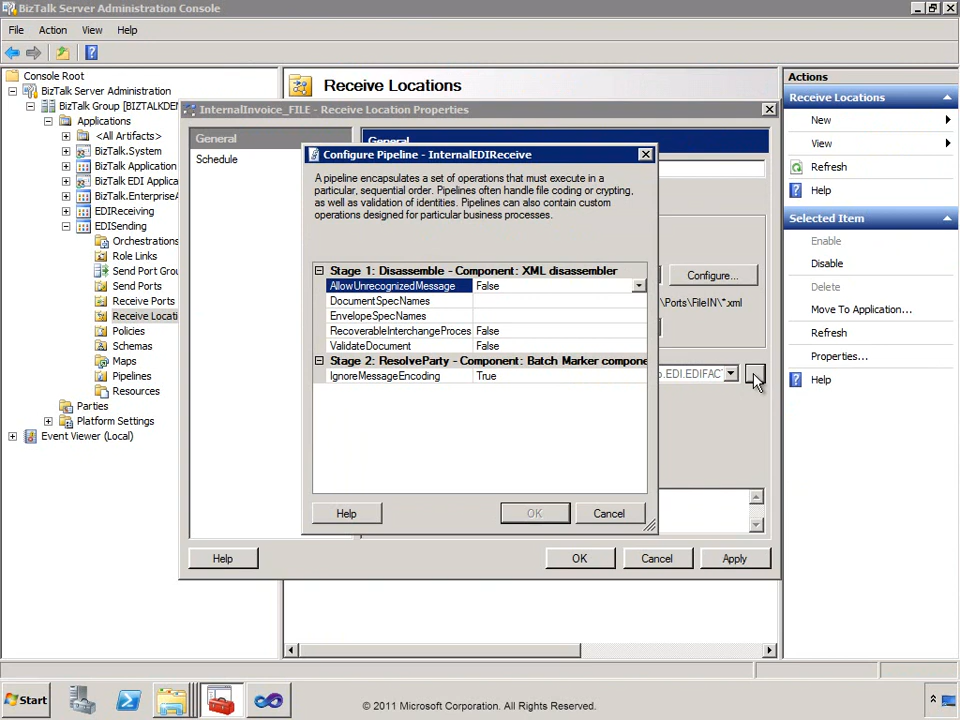 BizTalk Server Administration Console
File Action View Help
Console Root
BizTalk Server Administration
BizTalk Group [BIZTALKDEN
Applications
<All Artifacts>
BizTalk.System
BizTalk Application
BizTalk EDI Applica
BizTalk.EnterpriseA
EDIReceiving
EDISending
Orchestrations
Role Links
Send Port Grou
Send Ports
Receive Ports
Receive Locati
Policies
Schemas
Maps
Pipelines
Resources
Parties
Platform Settings
Event Viewer (Local)
Receive Locations
InternalInvoice_FILE - Receive Location Properties
General
Schedule
General
Configure...
\Ports\FileIN\*.xml
o.EDI.EDIFACT
Help
OK
Cancel
Apply
Configure Pipeline - InternalEDIReceive
A pipeline encapsulates a set of operations that must execute in a
particular, sequential order. Pipelines often handle file coding or crypting,
as well as validation of identities. Pipelines can also contain custom
operations designed for particular business processes.
Stage 1: Disassemble - Component: XML disassembler
AllowUnrecognizedMessage False
DocumentSpecNames
EnvelopeSpecNames
RecoverableInterchangeProces False
ValidateDocument False
Stage 2: ResolveParty - Component: Batch Marker compone
IgnoreMessageEncoding True
Help
OK
Cancel
Actions
Receive Locations
New
View
Refresh
Help
Selected Item
Enable
Disable
Delete
Move To Application...
Refresh
Properties...
Help
Start
© 2011 Microsoft Corporation. All Rights Reserved.